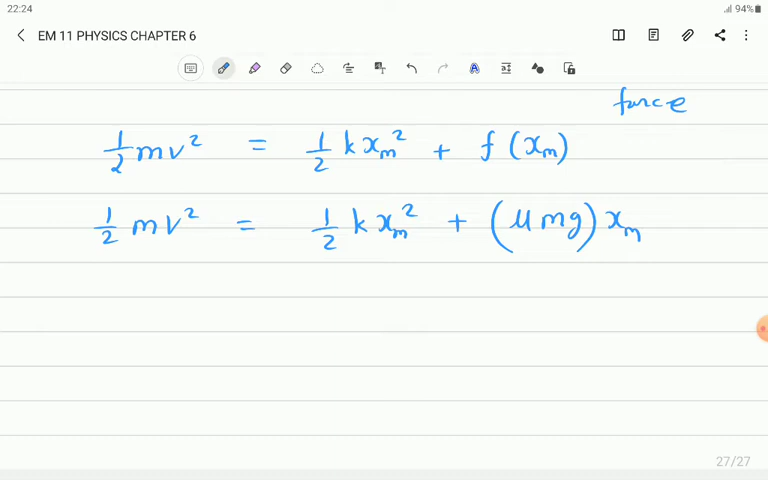 22:24 94%
EM 11 PHYSICS CHAPTER 6
force
½ mv² = ½ kxₘ² + f (xₘ)
½ mv² = ½ kxₘ² + (μmg) xₘ
27/27